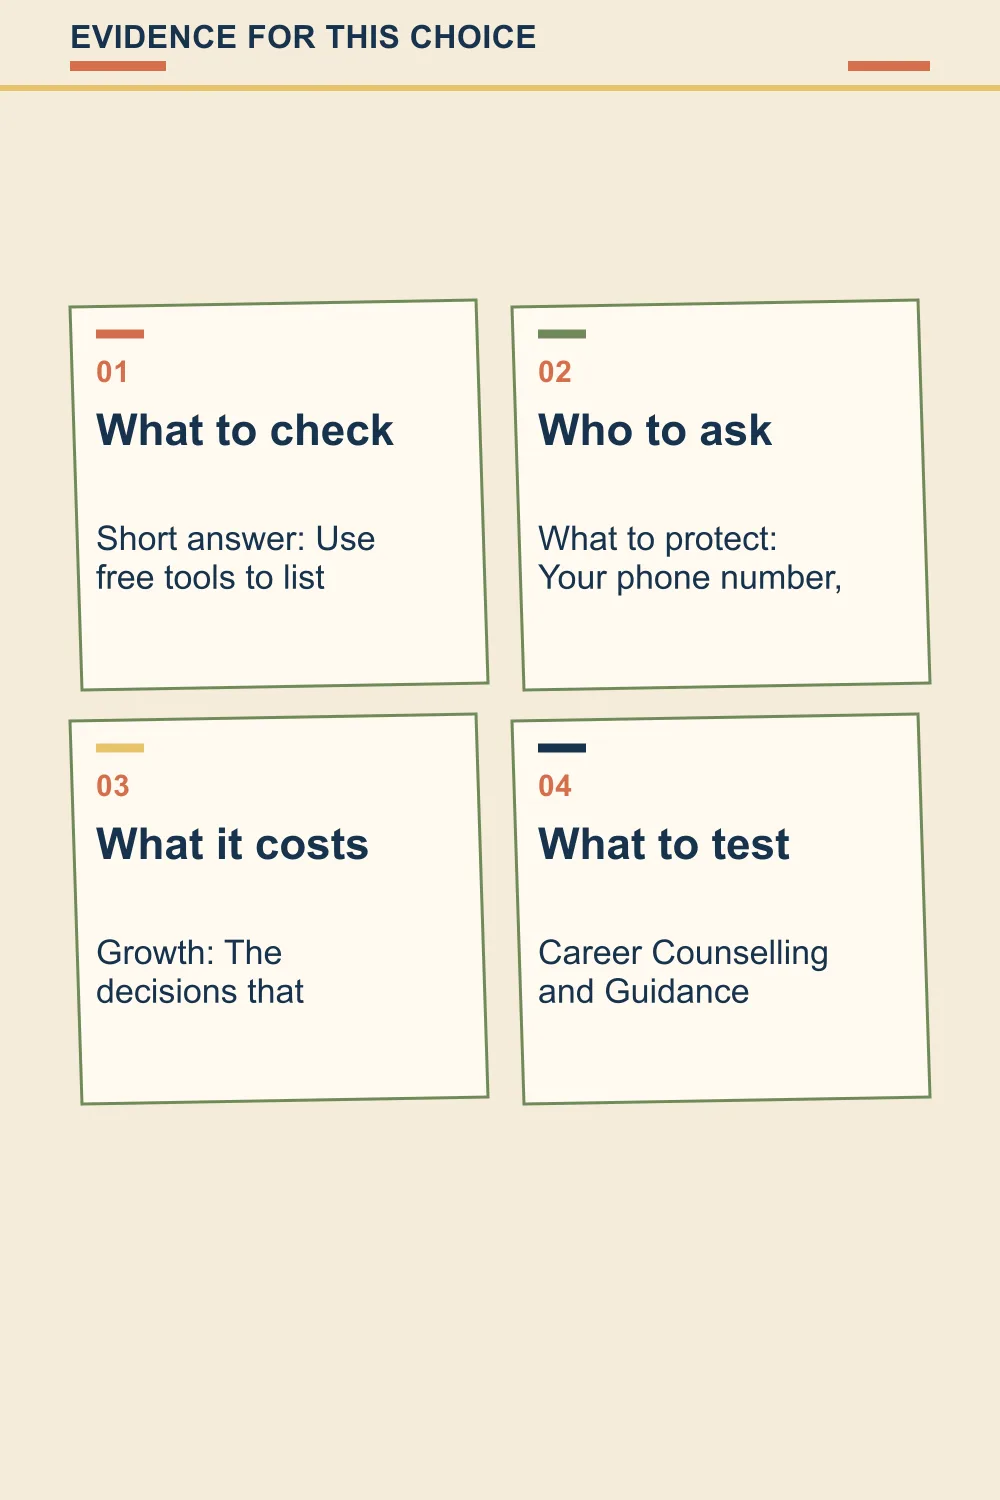 EVIDENCE FOR THIS CHOICE
01
What to check
Short answer: Use
free tools to list
02
Who to ask
What to protect:
Your phone number,
03
What it costs
Growth: The
decisions that
04
What to test
Career Counselling
and Guidance